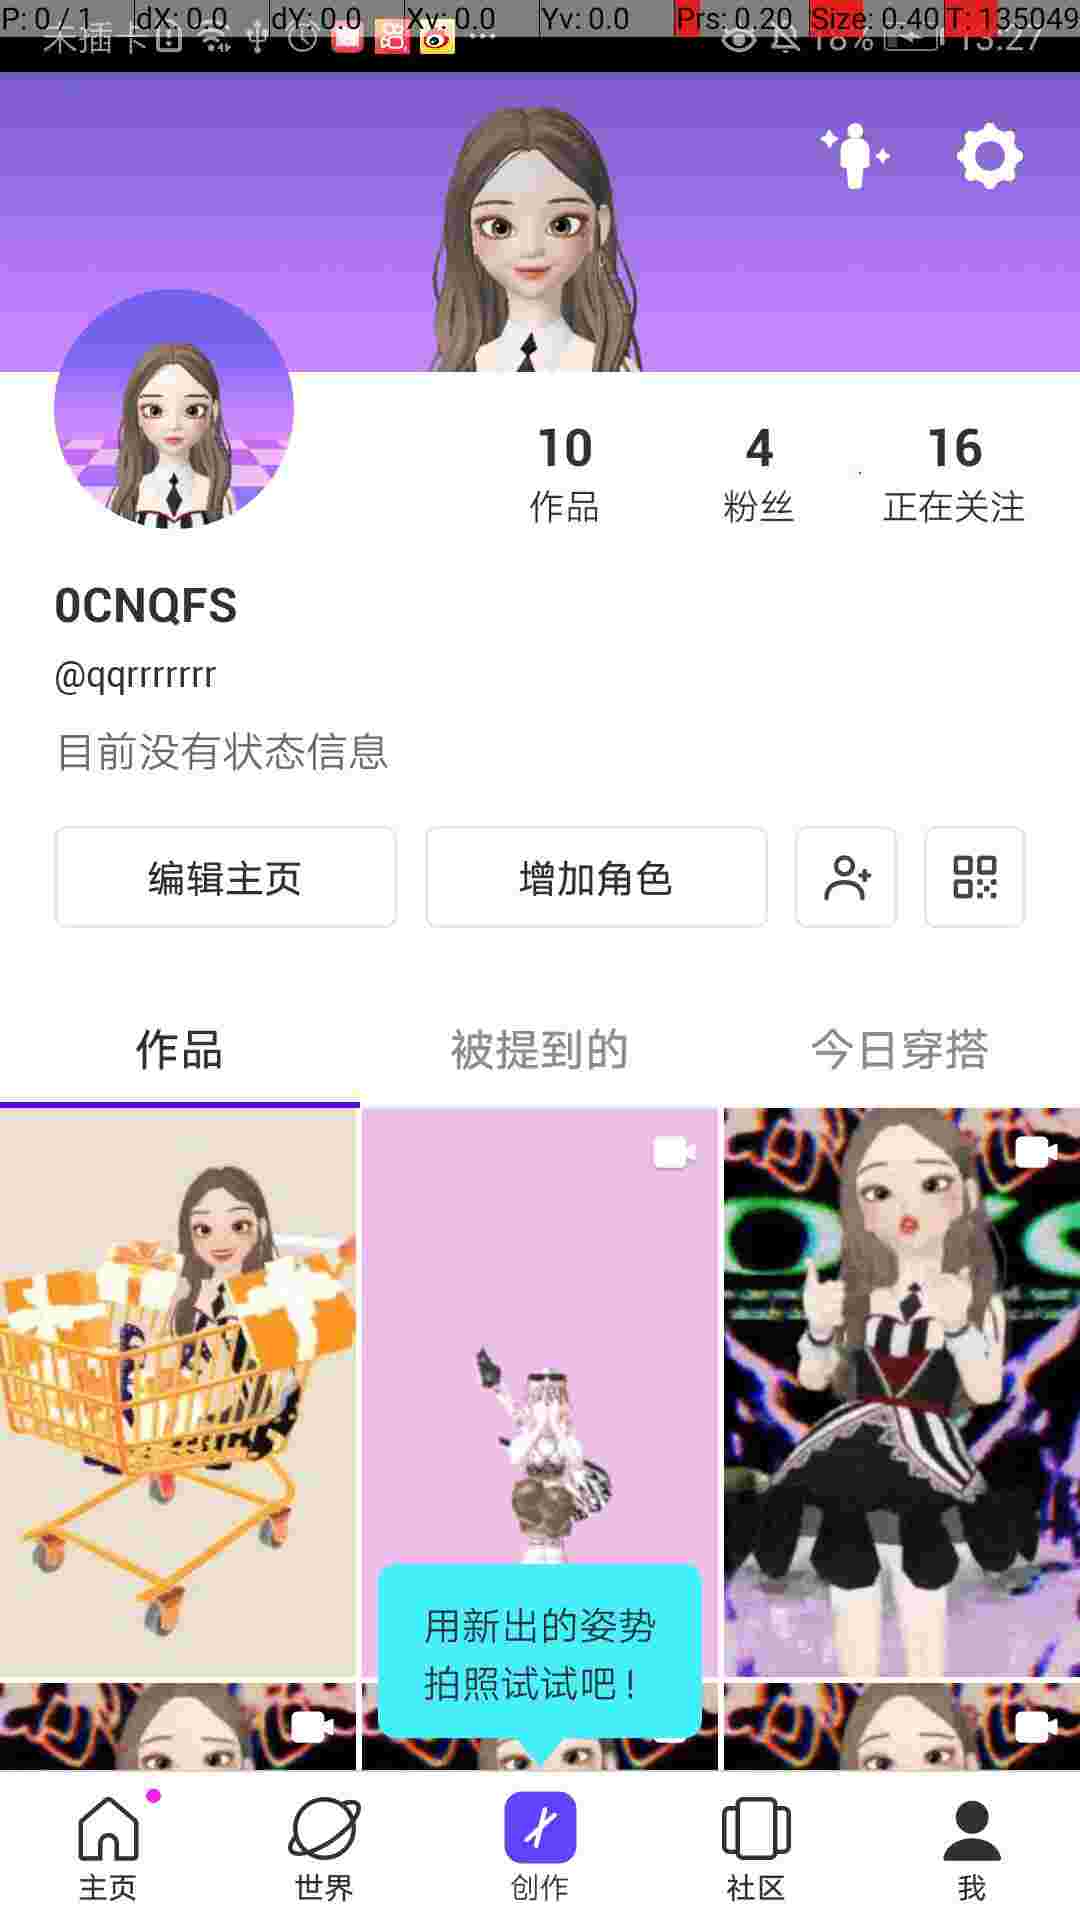 P: 0 / 1 dX: 0.0 dY: 0.0 Xv: 0.0 Yv: 0.0 Prs: 0.20 Size: 0.40 T: 135049
未插卡 18% 13:27
10 4 16
作品 粉丝 正在关注
0CNQFS
@qqrrrrrrr
目前没有状态信息
编辑主页 增加角色
作品 被提到的 今日穿搭
用新出的姿势
拍照试试吧！
主页 世界 创作 社区 我